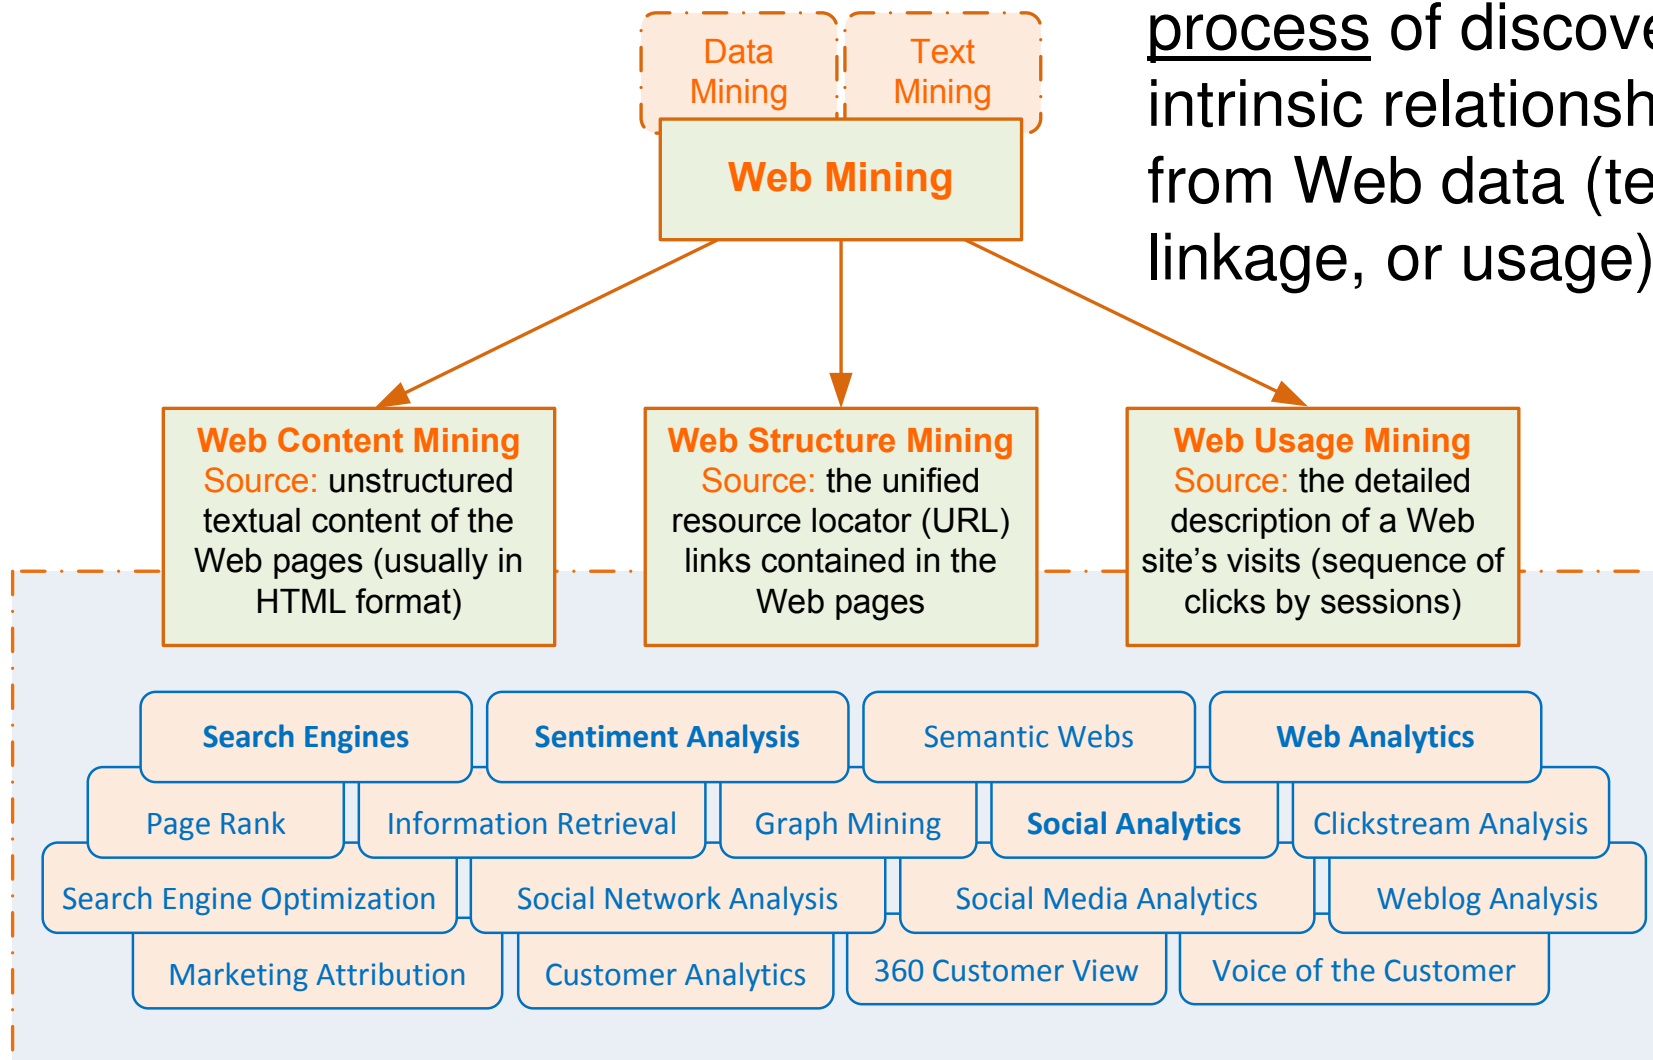 process of discove
intrinsic relationsh
from Web data (te
linkage, or usage)
Data
Mining
Text
Mining
Web Mining
Web Content Mining
Source: unstructured
textual content of the
Web pages (usually in
HTML format)
Web Structure Mining
Source: the unified
resource locator (URL)
links contained in the
Web pages
Web Usage Mining
Source: the detailed
description of a Web
site’s visits (sequence of
clicks by sessions)
Search Engines
Sentiment Analysis
Semantic Webs
Web Analytics
Page Rank
Information Retrieval
Graph Mining
Social Analytics
Clickstream Analysis
Search Engine Optimization
Social Network Analysis
Social Media Analytics
Weblog Analysis
Marketing Attribution
Customer Analytics
360 Customer View
Voice of the Customer